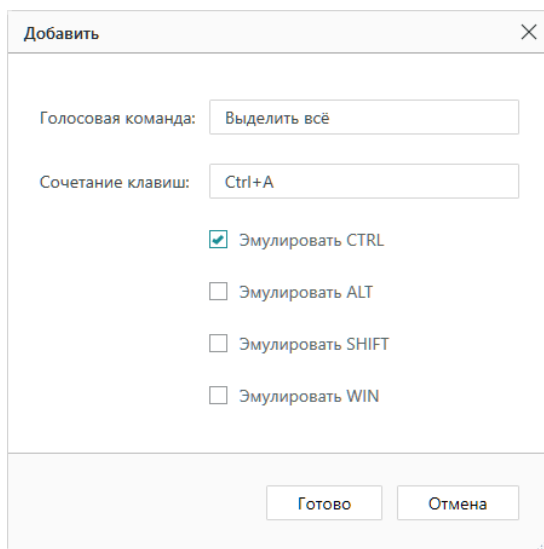 Добавить
Голосовая команда: Выделить всё
Сочетание клавиш: Ctrl+A
Эмулировать CTRL
Эмулировать ALT
Эмулировать SHIFT
Эмулировать WIN
Готово Отмена